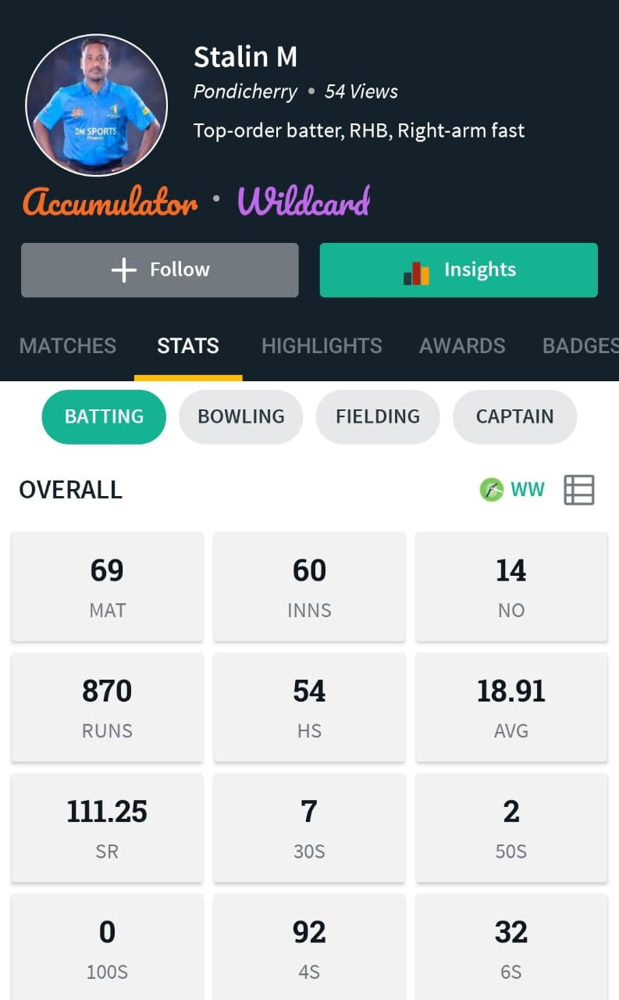 Stalin M
Pondicherry • 54 Views
Top-order batter, RHB, Right-arm fast
DM SPORTS
Accumulator • Wildcard
+ Follow
Insights
MATCHES STATS HIGHLIGHTS AWARDS BADGES
BATTING BOWLING FIELDING CAPTAIN
OVERALL WW
69 60 14
MAT INNS NO
870 54 18.91
RUNS HS AVG
111.25 7 2
SR 30S 50S
0 92 32
100S 4S 6S